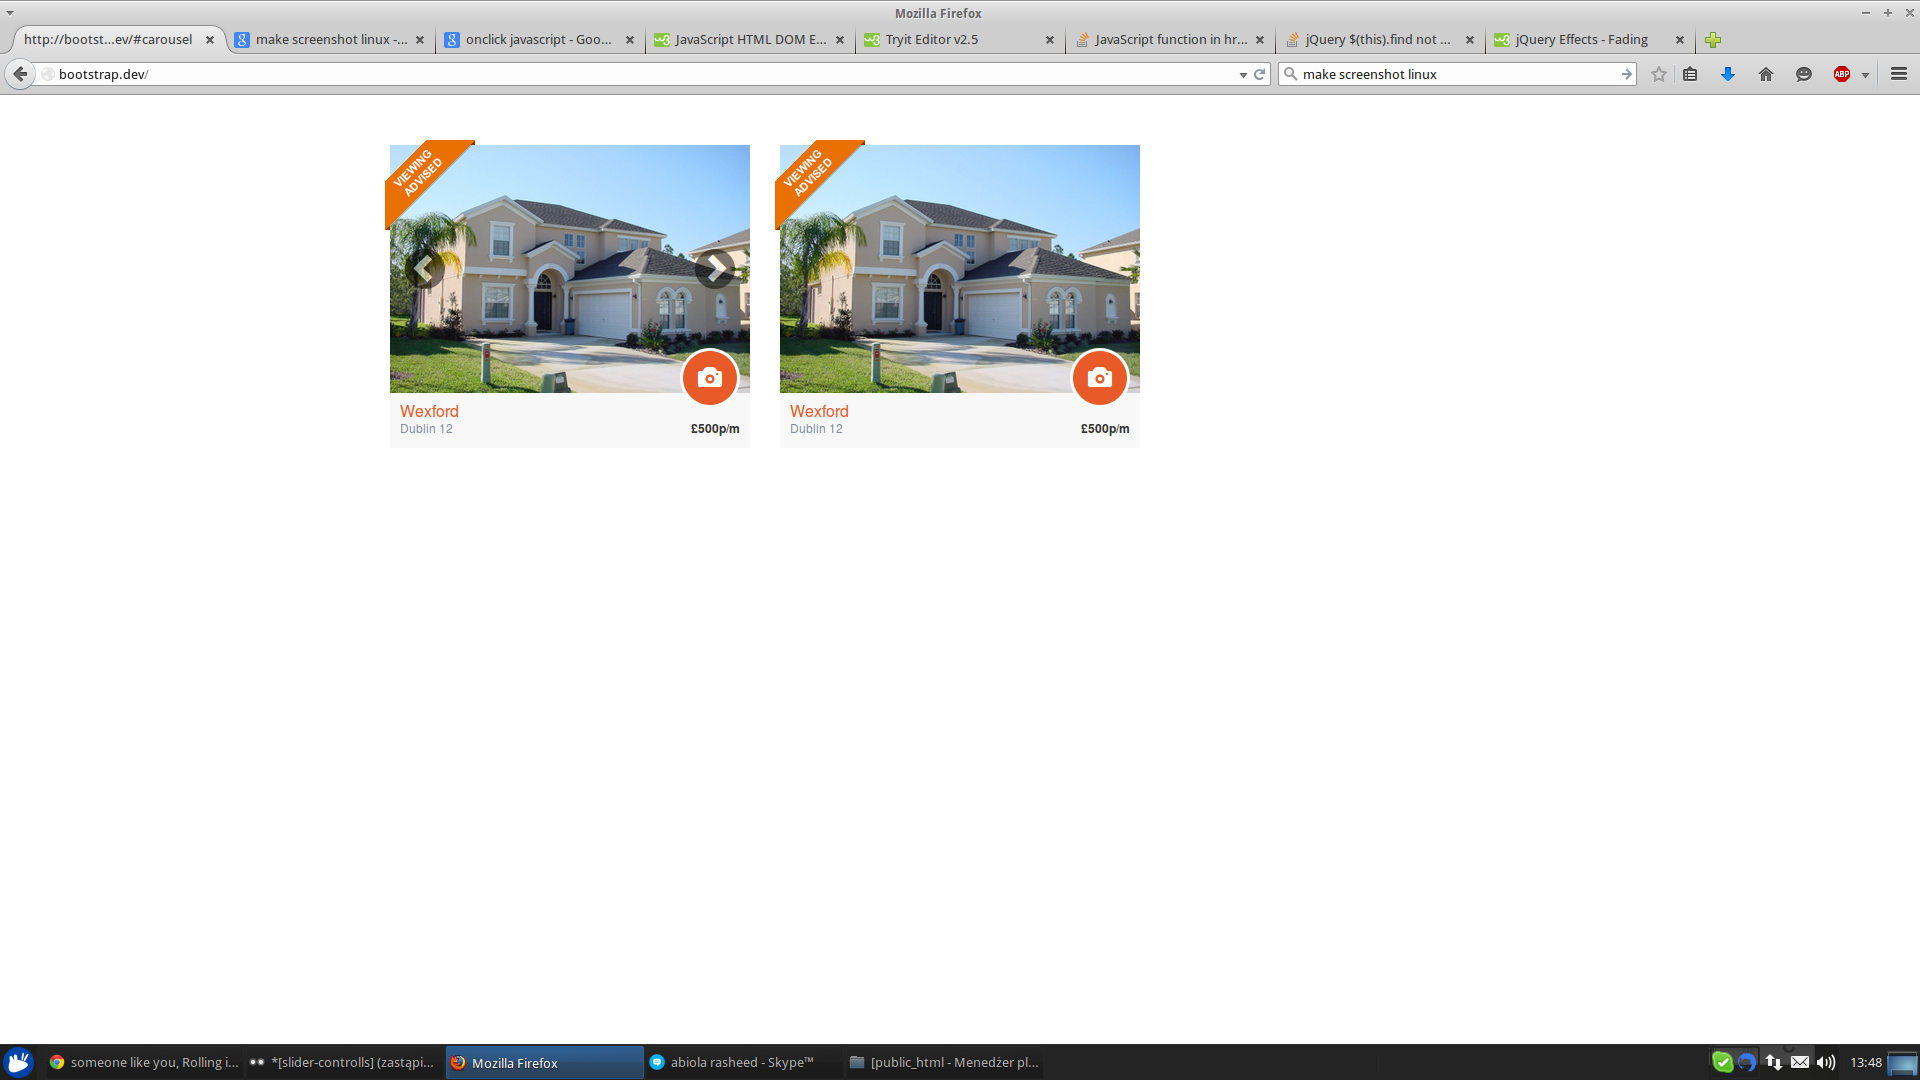 Mozilla Firefox
http://bootst...ev/#carousel
make screenshot linux -...
onclick javascript - Goo...
JavaScript HTML DOM E...
Tryit Editor v2.5
JavaScript function in hr...
jQuery $(this).find not ...
jQuery Effects - Fading
bootstrap.dev/
make screenshot linux
ABP
VIEWING
ADVISED
VIEWING
ADVISED
Wexford
Dublin 12
£500p/m
Wexford
Dublin 12
£500p/m
someone like you, Rolling i...
*[slider-controlls] (zastąpi...
Mozilla Firefox
abiola rasheed - Skype™
[public_html - Menedżer pl...
13:48